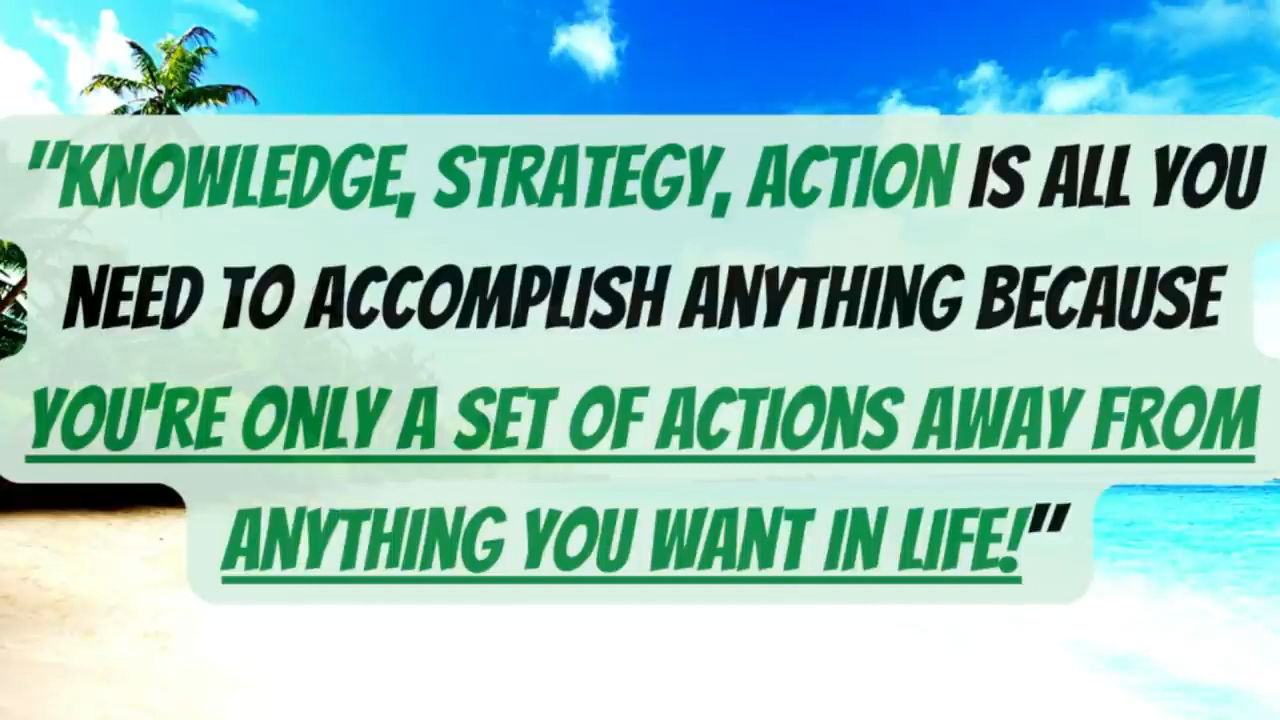 "KNOWLEDGE, STRATEGY, ACTION IS ALL YOU
NEED TO ACCOMPLISH ANYTHING BECAUSE
YOU'RE ONLY A SET OF ACTIONS AWAY FROM
ANYTHING YOU WANT IN LIFE!"